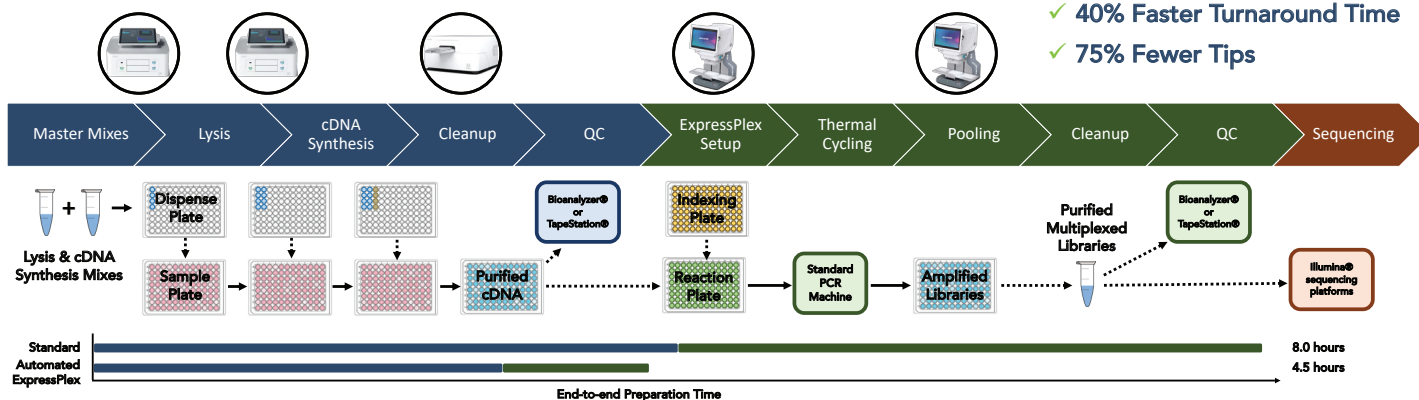 ✓ 40% Faster Turnaround Time
✓ 75% Fewer Tips
Master Mixes
Lysis
cDNA
Synthesis
Cleanup
QC
ExpressPlex
Setup
Thermal
Cycling
Pooling
Cleanup
QC
Sequencing
+
Lysis & cDNA
Synthesis Mixes
Dispense
Plate
Sample
Plate
Purified
cDNA
Bioanalyzer®
or
TapeStation®
Indexing
Plate
Reaction
Plate
Standard
PCR
Machine
Amplified
Libraries
Purified
Multiplexed
Libraries
Bioanalyzer®
or
TapeStation®
Illumina®
sequencing
platforms
Standard
8.0 hours
Automated
ExpressPlex
4.5 hours
End-to-end Preparation Time